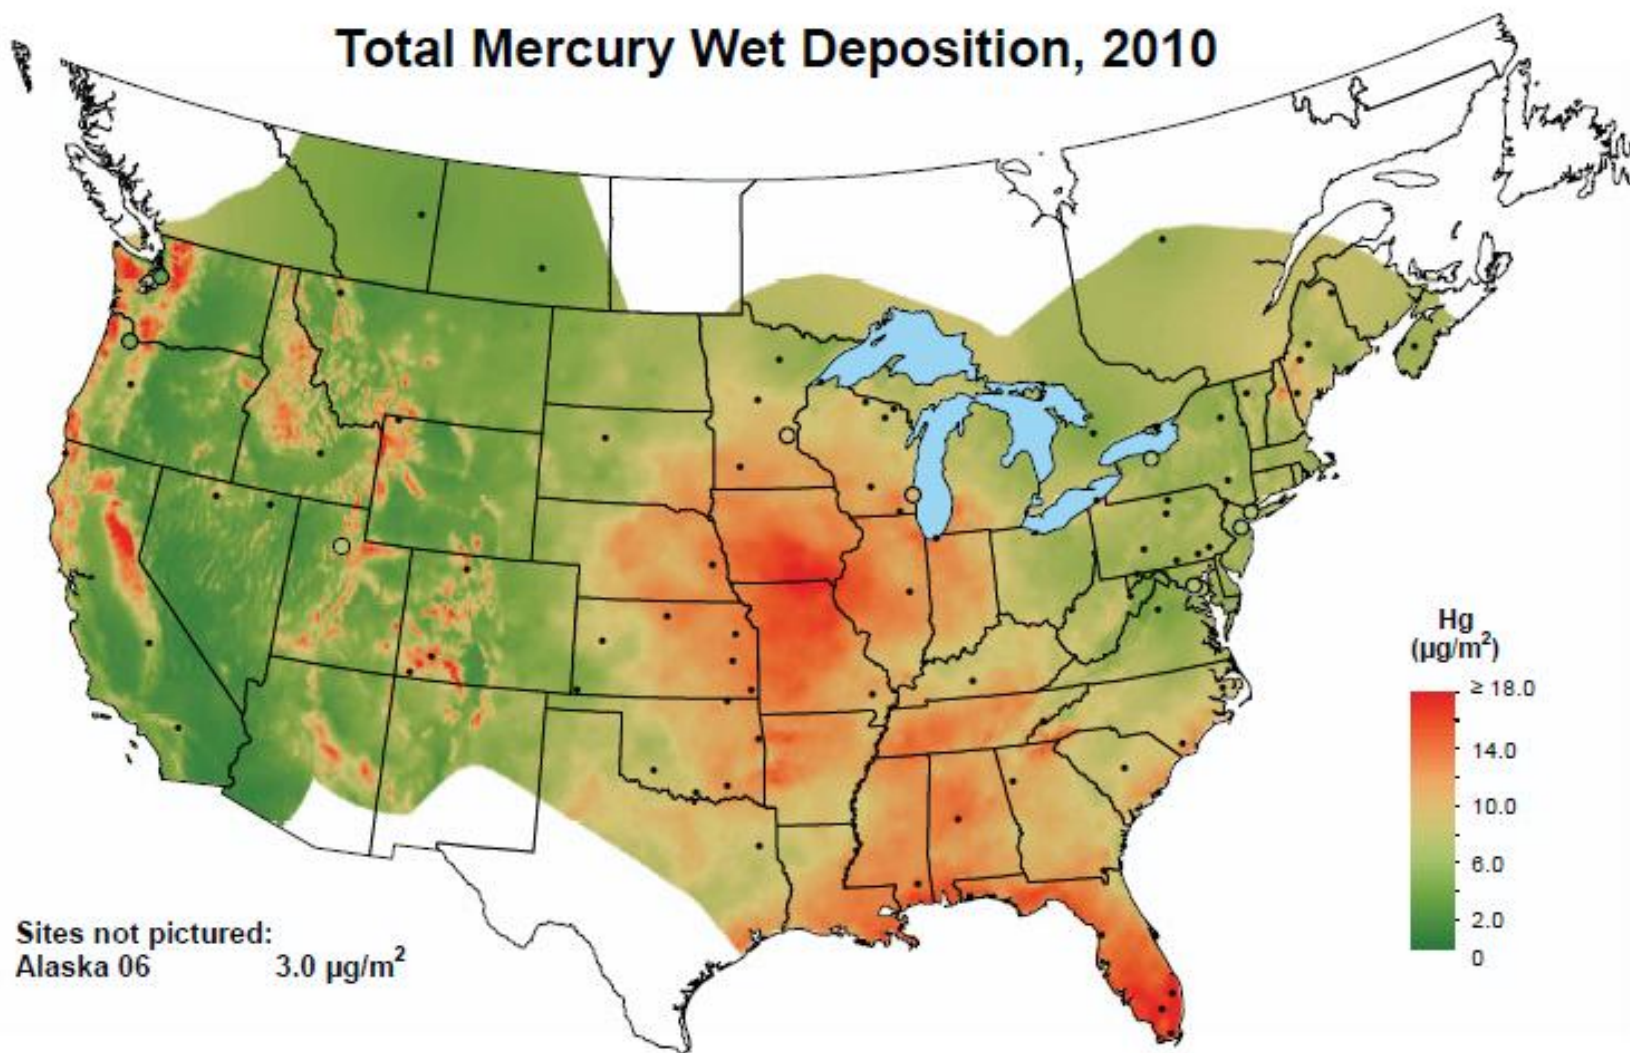 Total Mercury Wet Deposition, 2010
Hg
(µg/m²)
≥ 18.0
14.0
10.0
6.0
2.0
0
Sites not pictured:
Alaska 06 3.0 µg/m²